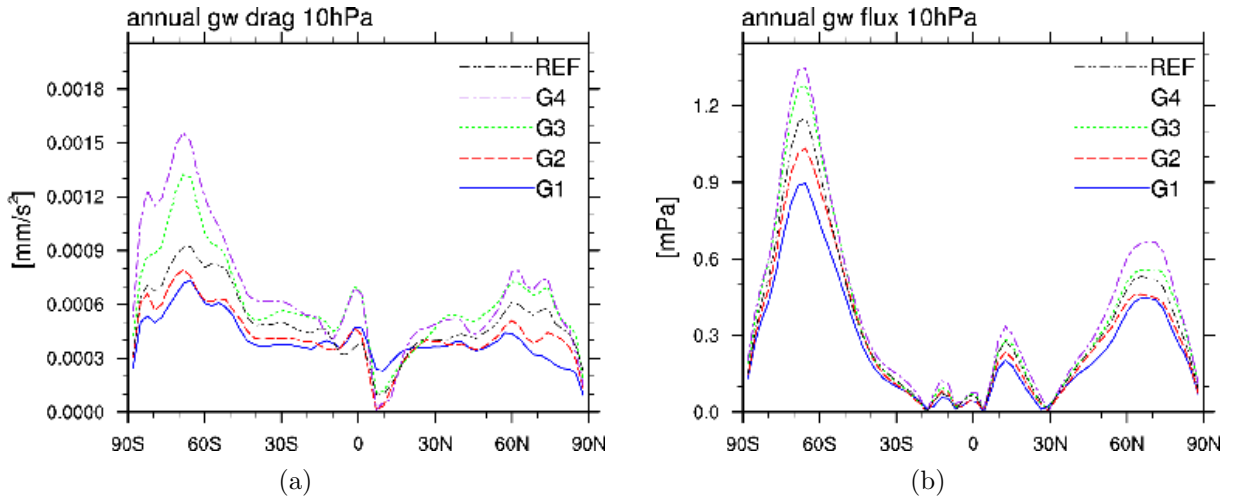 annual gw drag 10hPa
90S 60S 30S 0 30N 60N 90N
0.0000
0.0003
0.0006
0.0009
0.0012
0.0015
0.0018
[mm/s²]
REF
G4
G3
G2
G1
(a)
annual gw flux 10hPa
90S 60S 30S 0 30N 60N 90N
0.0
0.3
0.6
0.9
1.2
[mPa]
REF
G4
G3
G2
G1
(b)